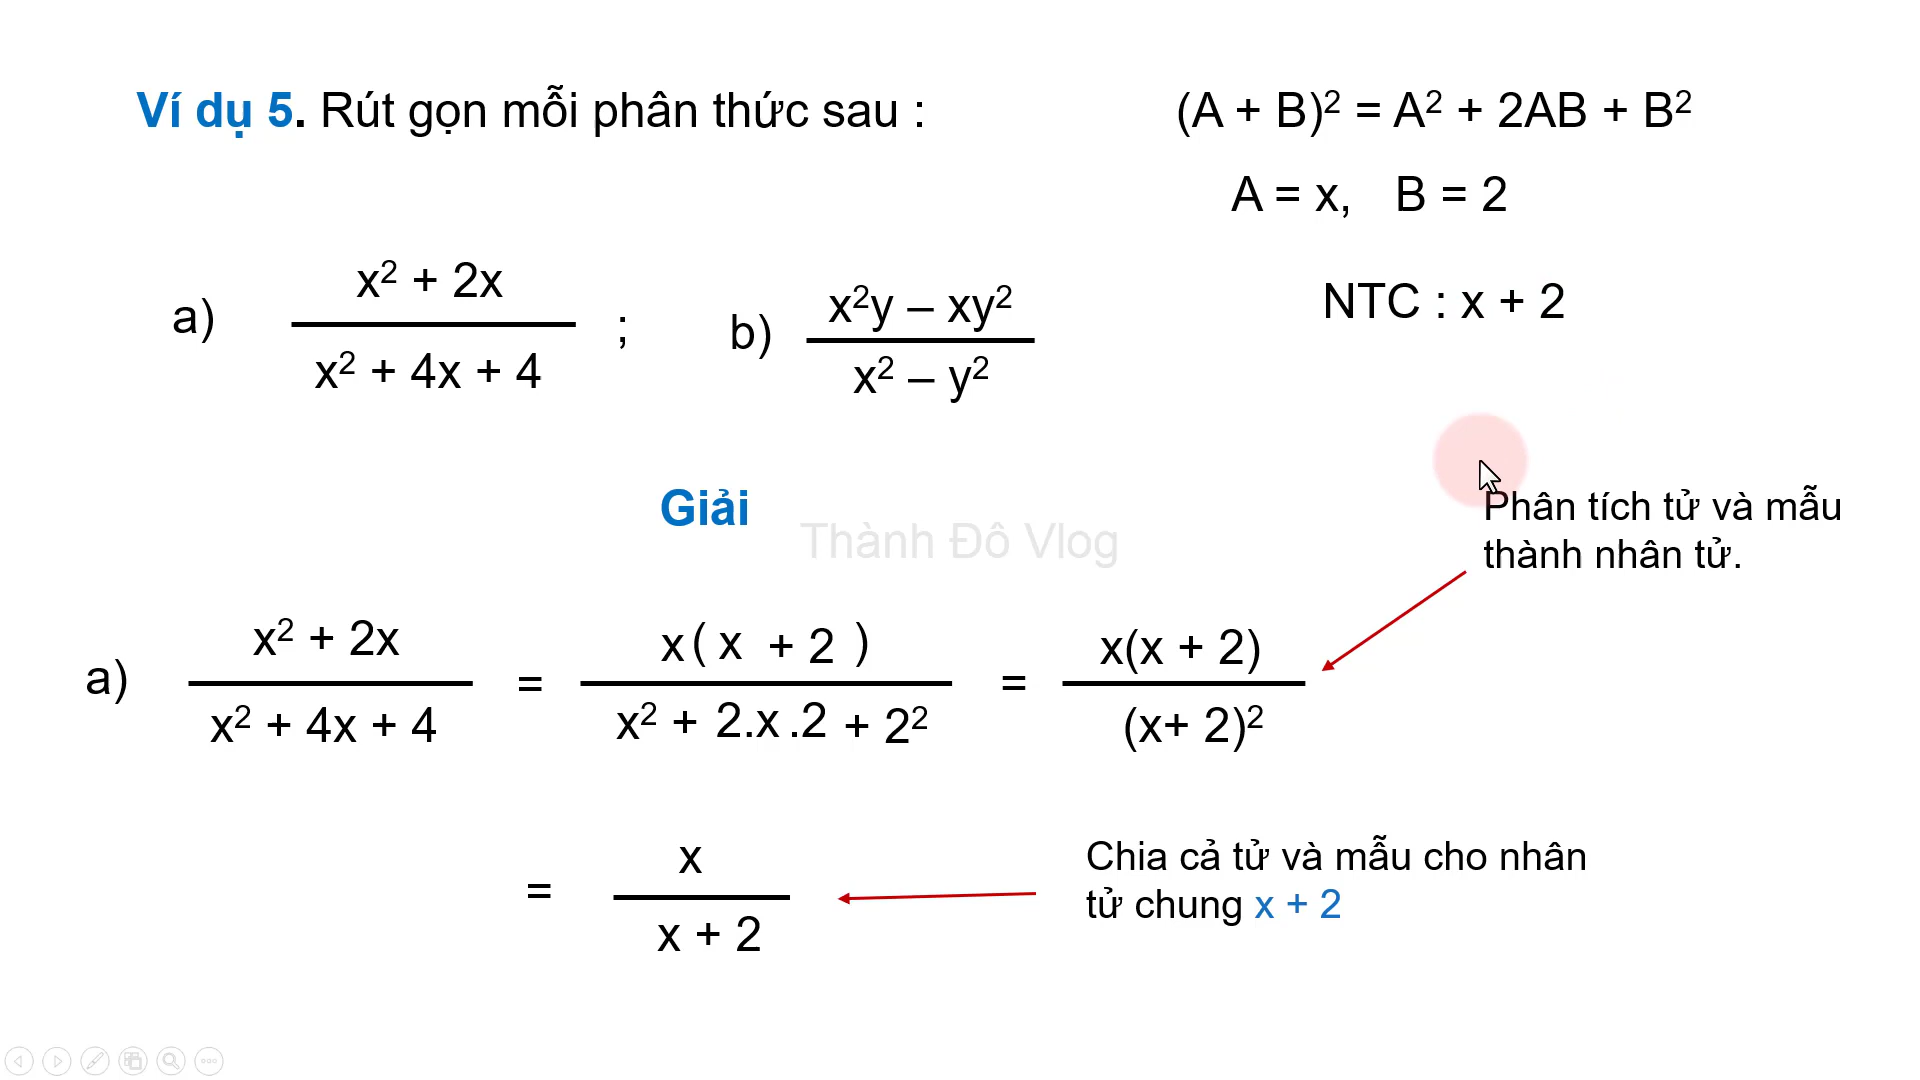 Ví dụ 5. Rút gọn mỗi phân thức sau :
(A + B)² = A² + 2AB + B²
A = x, B = 2
NTC : x + 2
a) (x² + 2x)/(x² + 4x + 4) ; b) (x²y – xy²)/(x² – y²)
Giải
Thành Đô Vlog
Phân tích tử và mẫu
thành nhân tử.
a) (x² + 2x)/(x² + 4x + 4) = x( x + 2 )/(x² + 2.x.2 + 2²) = x(x + 2)/(x+ 2)²
= x/(x + 2)
Chia cả tử và mẫu cho nhân
tử chung x + 2